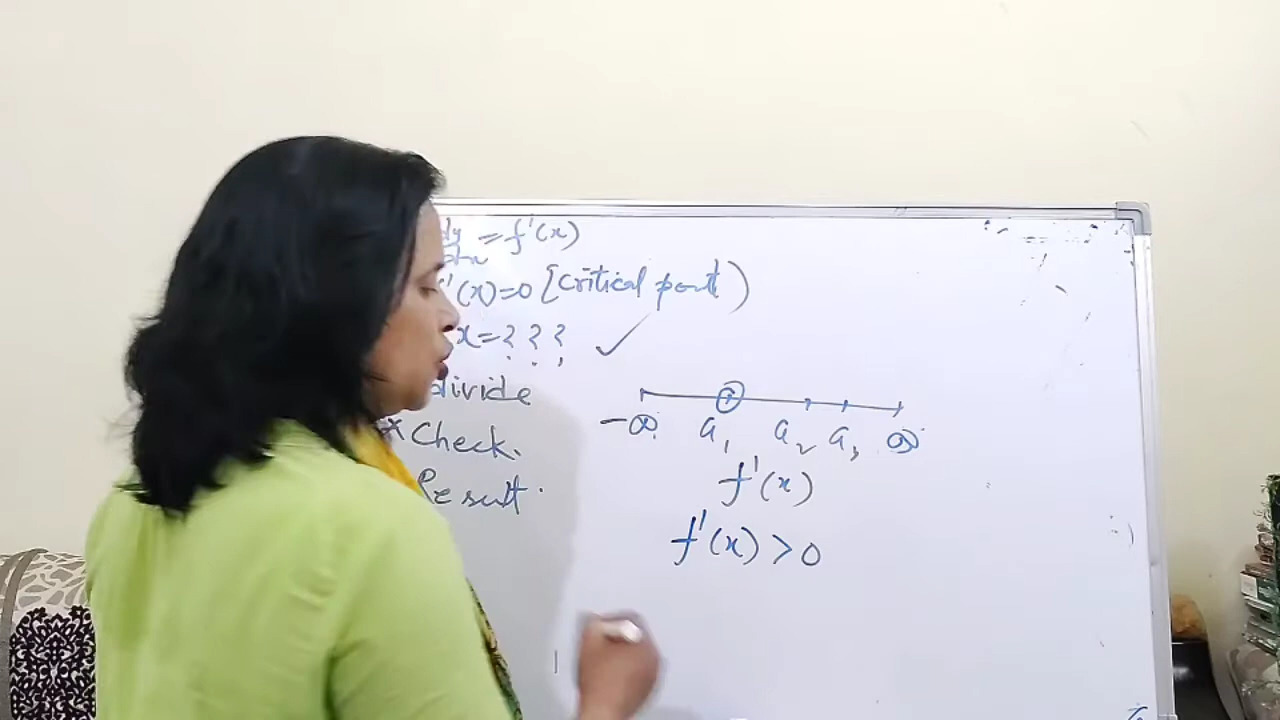 dy/dx = f'(x)
f'(x)=0 [critical point)
x=? ? ?
divide
* Check.
Result.
-∞ a₁ a₂ a₃ ∞
f'(x)
f'(x) > 0